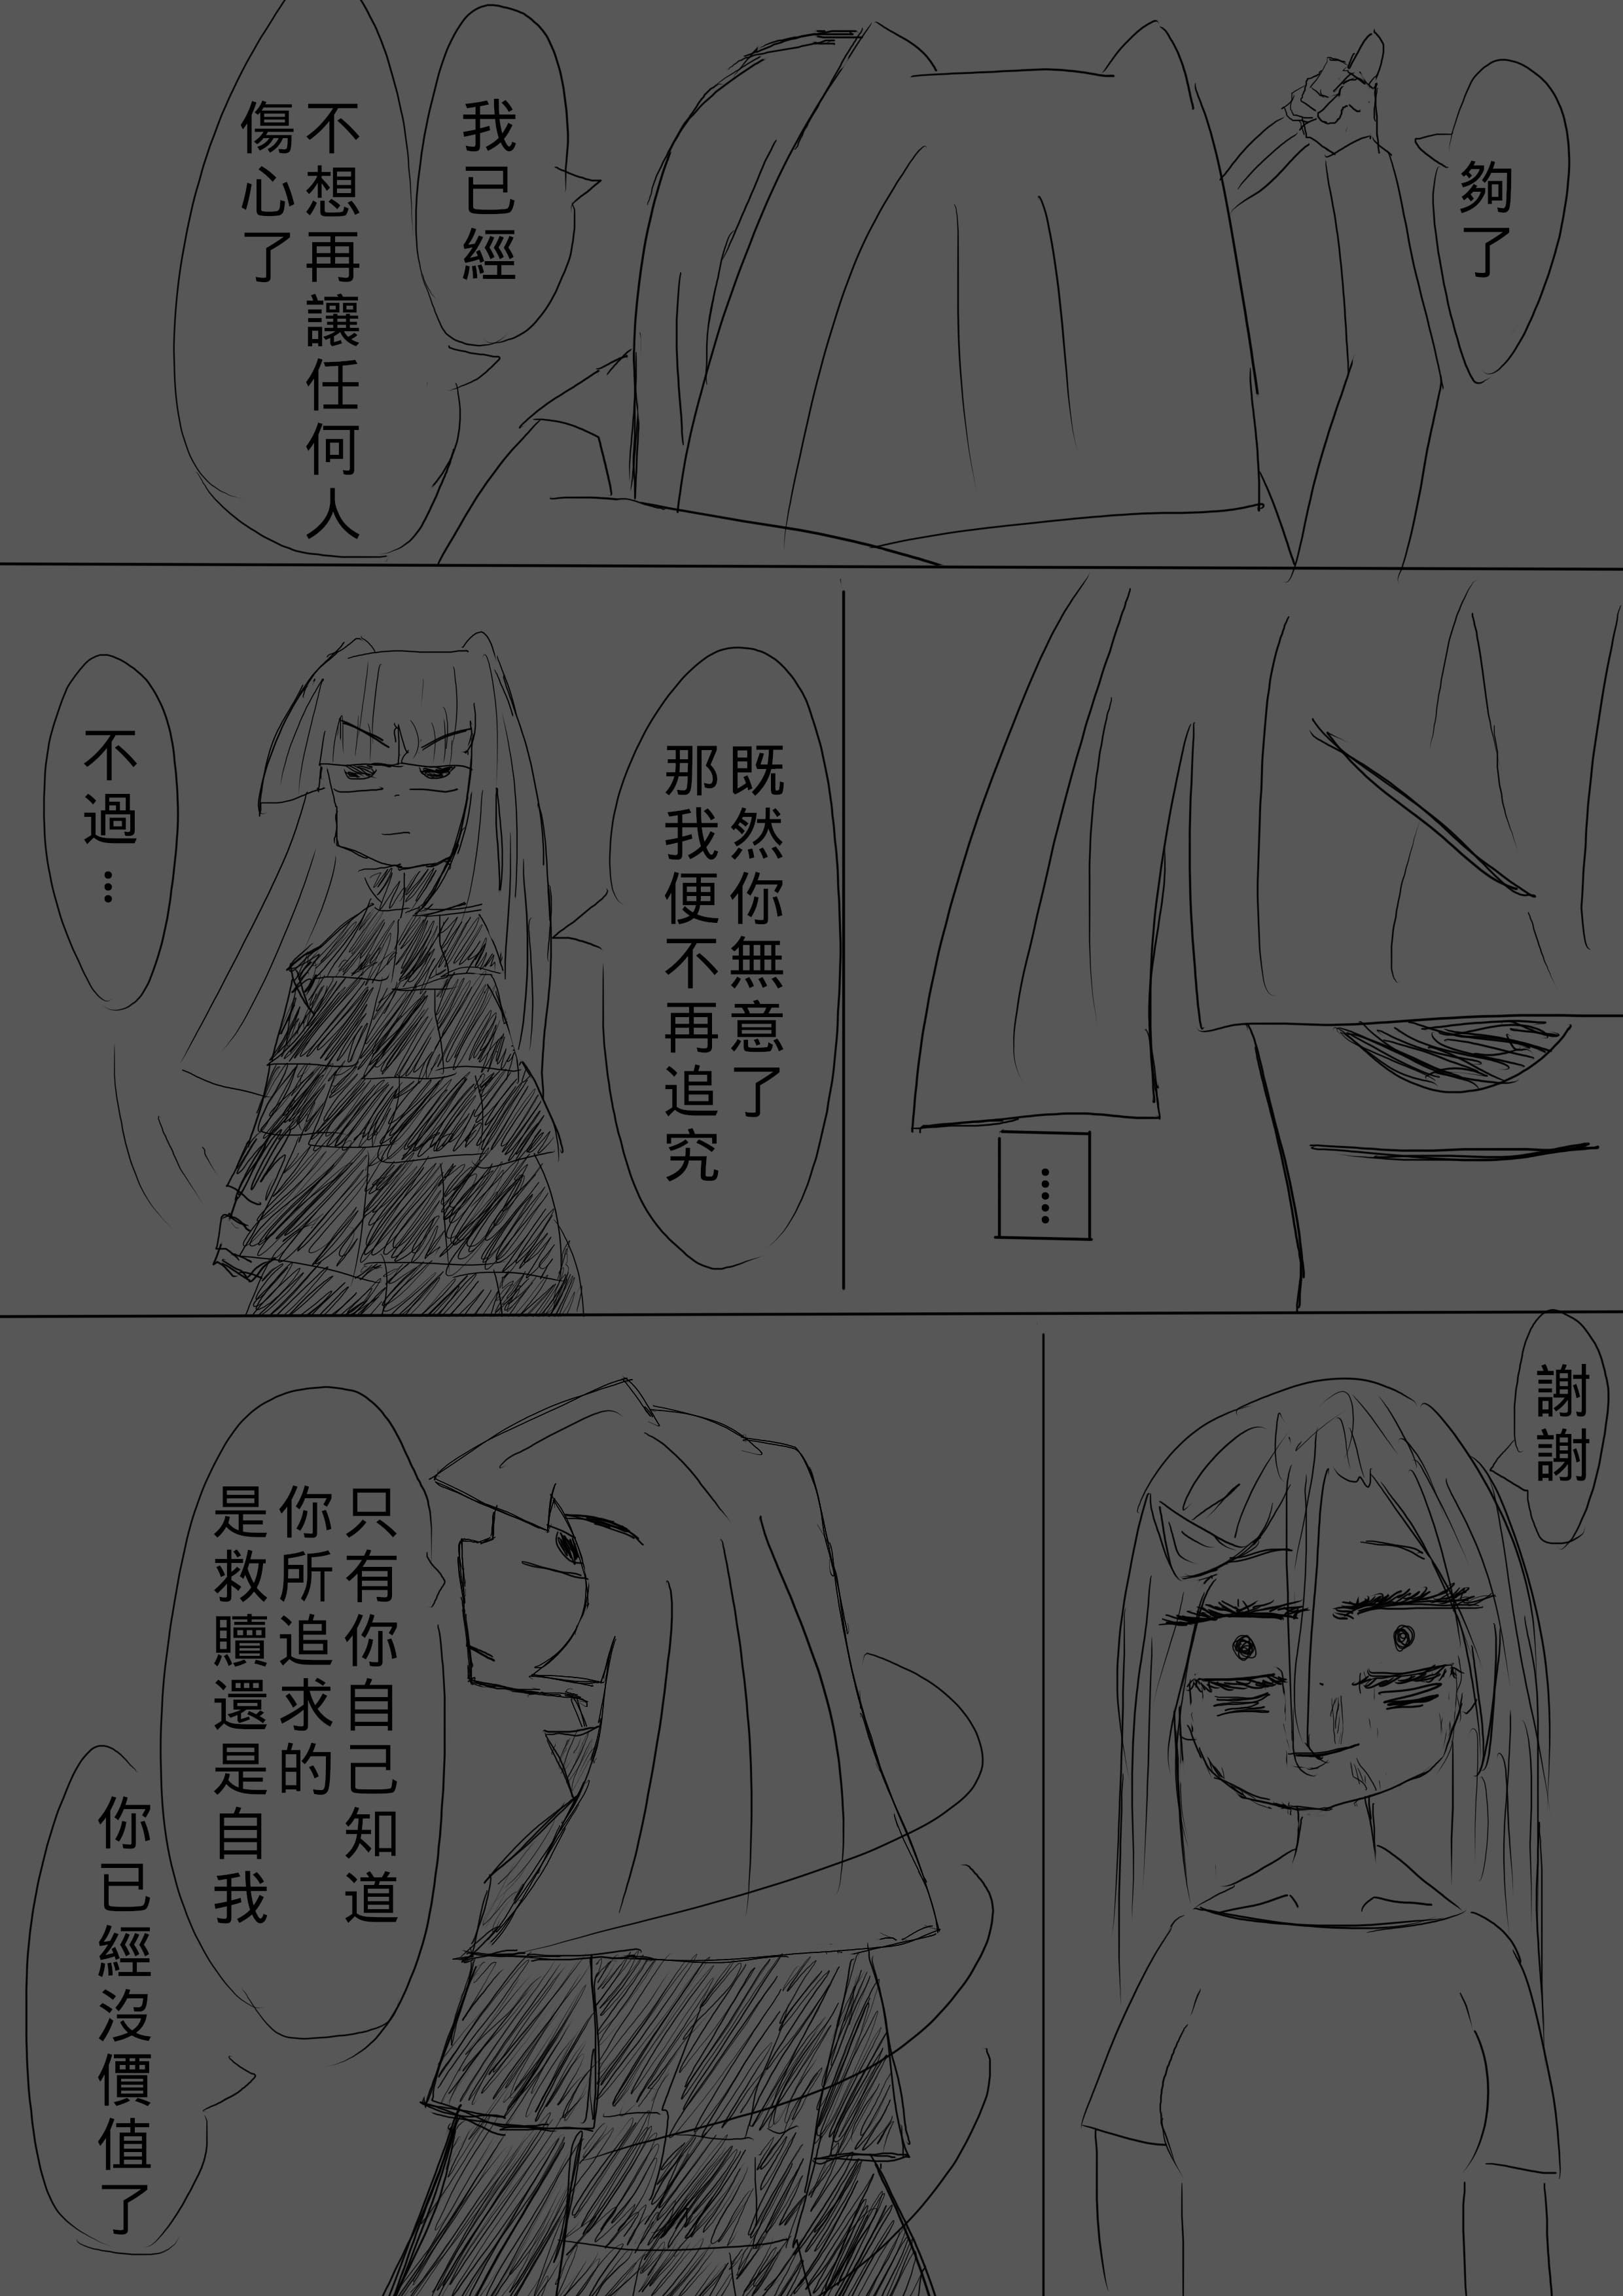 夠了
我已經
不想再讓任何人
傷心了
……
既然你無意了
那我便不再追究
不過…
謝謝
只有你自己知道
你所追求的
是救贖還是自我
你已經沒價值了